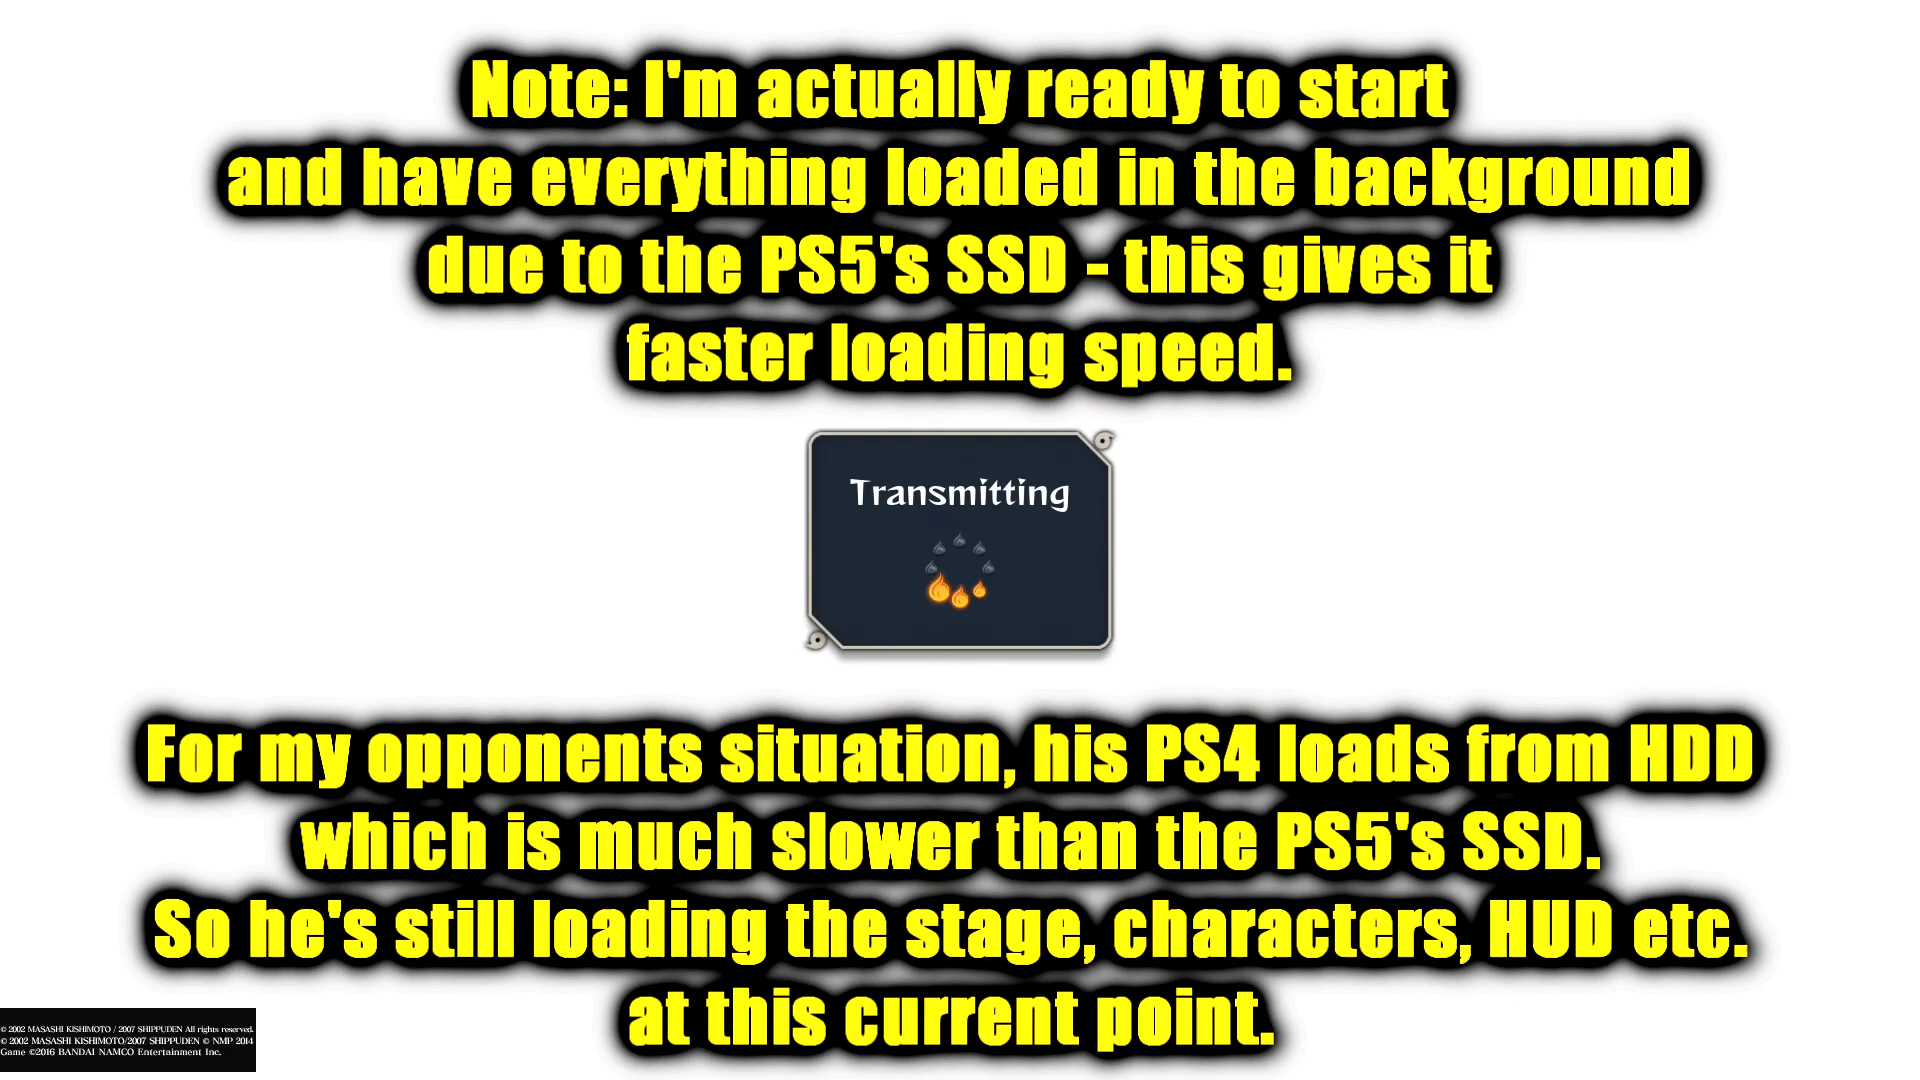 Note: I'm actually ready to start
and have everything loaded in the background
due to the PS5's SSD - this gives it
faster loading speed.
Transmitting
For my opponents situation, his PS4 loads from HDD
which is much slower than the PS5's SSD.
So he's still loading the stage, characters, HUD etc.
at this current point.
© 2002 MASASHI KISHIMOTO / 2007 SHIPPUDEN All rights reserved.
© 2002 MASASHI KISHIMOTO/2007 SHIPPUDEN © NMP 2014
Game ©2016 BANDAI NAMCO Entertainment Inc.